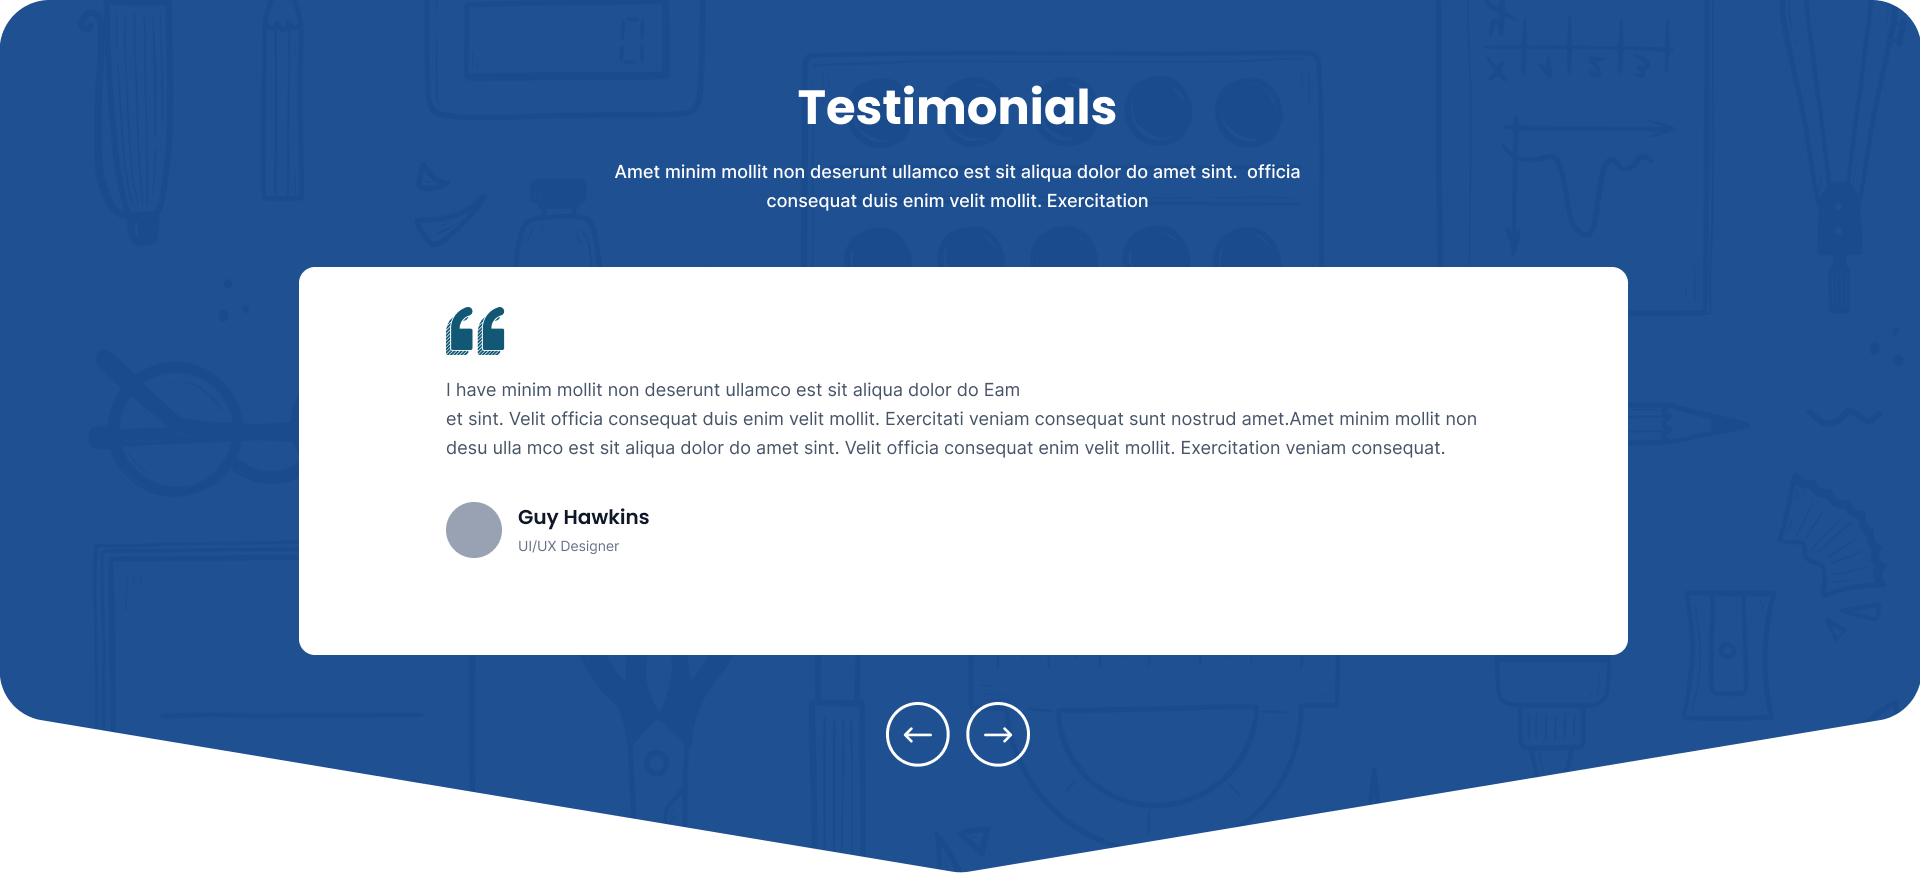 Testimonials
Amet minim mollit non deserunt ullamco est sit aliqua dolor do amet sint.  officia
consequat duis enim velit mollit. Exercitation
I have minim mollit non deserunt ullamco est sit aliqua dolor do Eam
et sint. Velit officia consequat duis enim velit mollit. Exercitati veniam consequat sunt nostrud amet.Amet minim mollit non
desu ulla mco est sit aliqua dolor do amet sint. Velit officia consequat enim velit mollit. Exercitation veniam consequat.
Guy Hawkins
UI/UX Designer